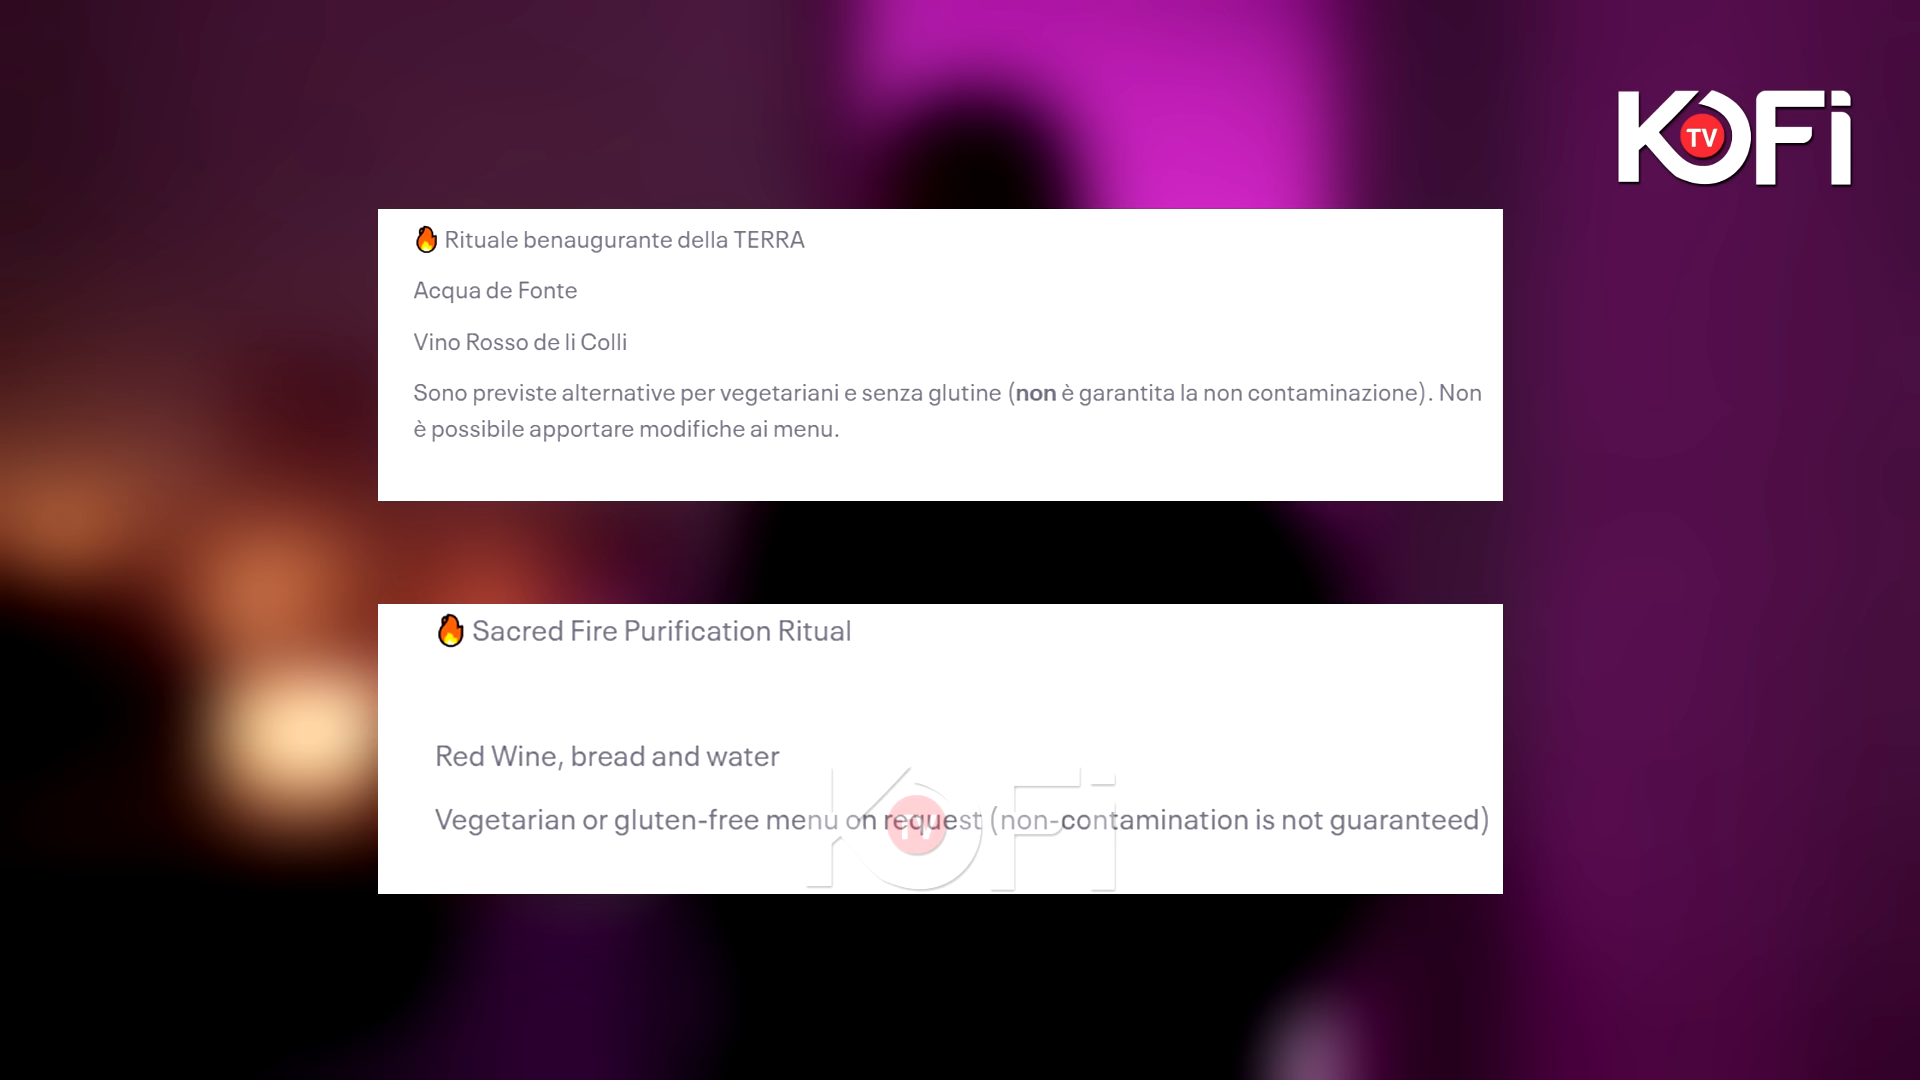 KOFi
TV
🔥 Rituale benaugurante della TERRA
Acqua de Fonte
Vino Rosso de li Colli
Sono previste alternative per vegetariani e senza glutine (non è garantita la non contaminazione). Non
è possibile apportare modifiche ai menu.
🔥 Sacred Fire Purification Ritual
Red Wine, bread and water
Vegetarian or gluten-free menu on request (non-contamination is not guaranteed)
KOFi
TV